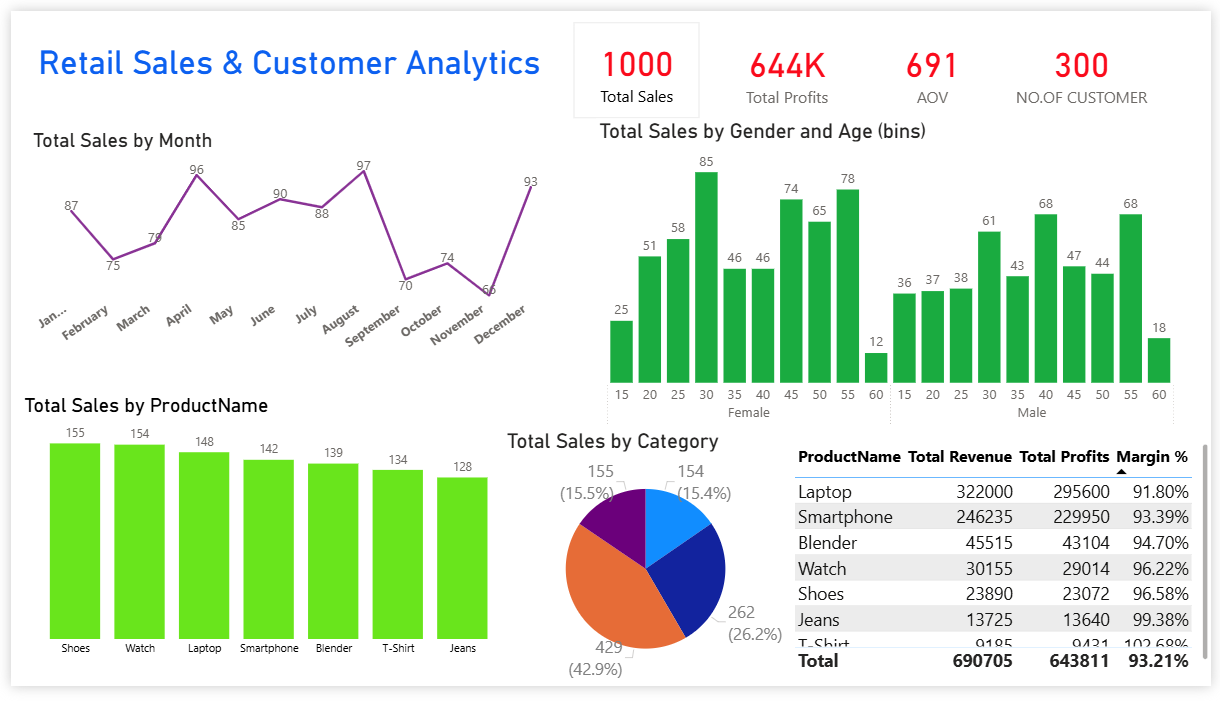 Retail Sales & Customer Analytics
1000
Total Sales
644K
Total Profits
691
AOV
300
NO.OF CUSTOMER
Total Sales by Month
87
75
79
96
85
90
88
97
70
74
66
93
Jan...
February
March
April
May
June
July
August
September
October
November
December
Total Sales by Gender and Age (bins)
25
51
58
85
46
46
74
65
78
12
36
37
38
61
43
68
47
44
68
18
15 20 25 30 35 40 45 50 55 60 15 20 25 30 35 40 45 50 55 60
Female Male
Total Sales by ProductName
155 154 148 142 139 134 128
Shoes Watch Laptop Smartphone Blender T-Shirt Jeans
Total Sales by Category
155
(15.5%)
154
(15.4%)
262
(26.2%)
429
(42.9%)
ProductName Total Revenue Total Profits Margin %
Laptop 322000 295600 91.80%
Smartphone 246235 229950 93.39%
Blender 45515 43104 94.70%
Watch 30155 29014 96.22%
Shoes 23890 23072 96.58%
Jeans 13725 13640 99.38%
T-Shirt 9185 9431 102.68%
Total 690705 643811 93.21%